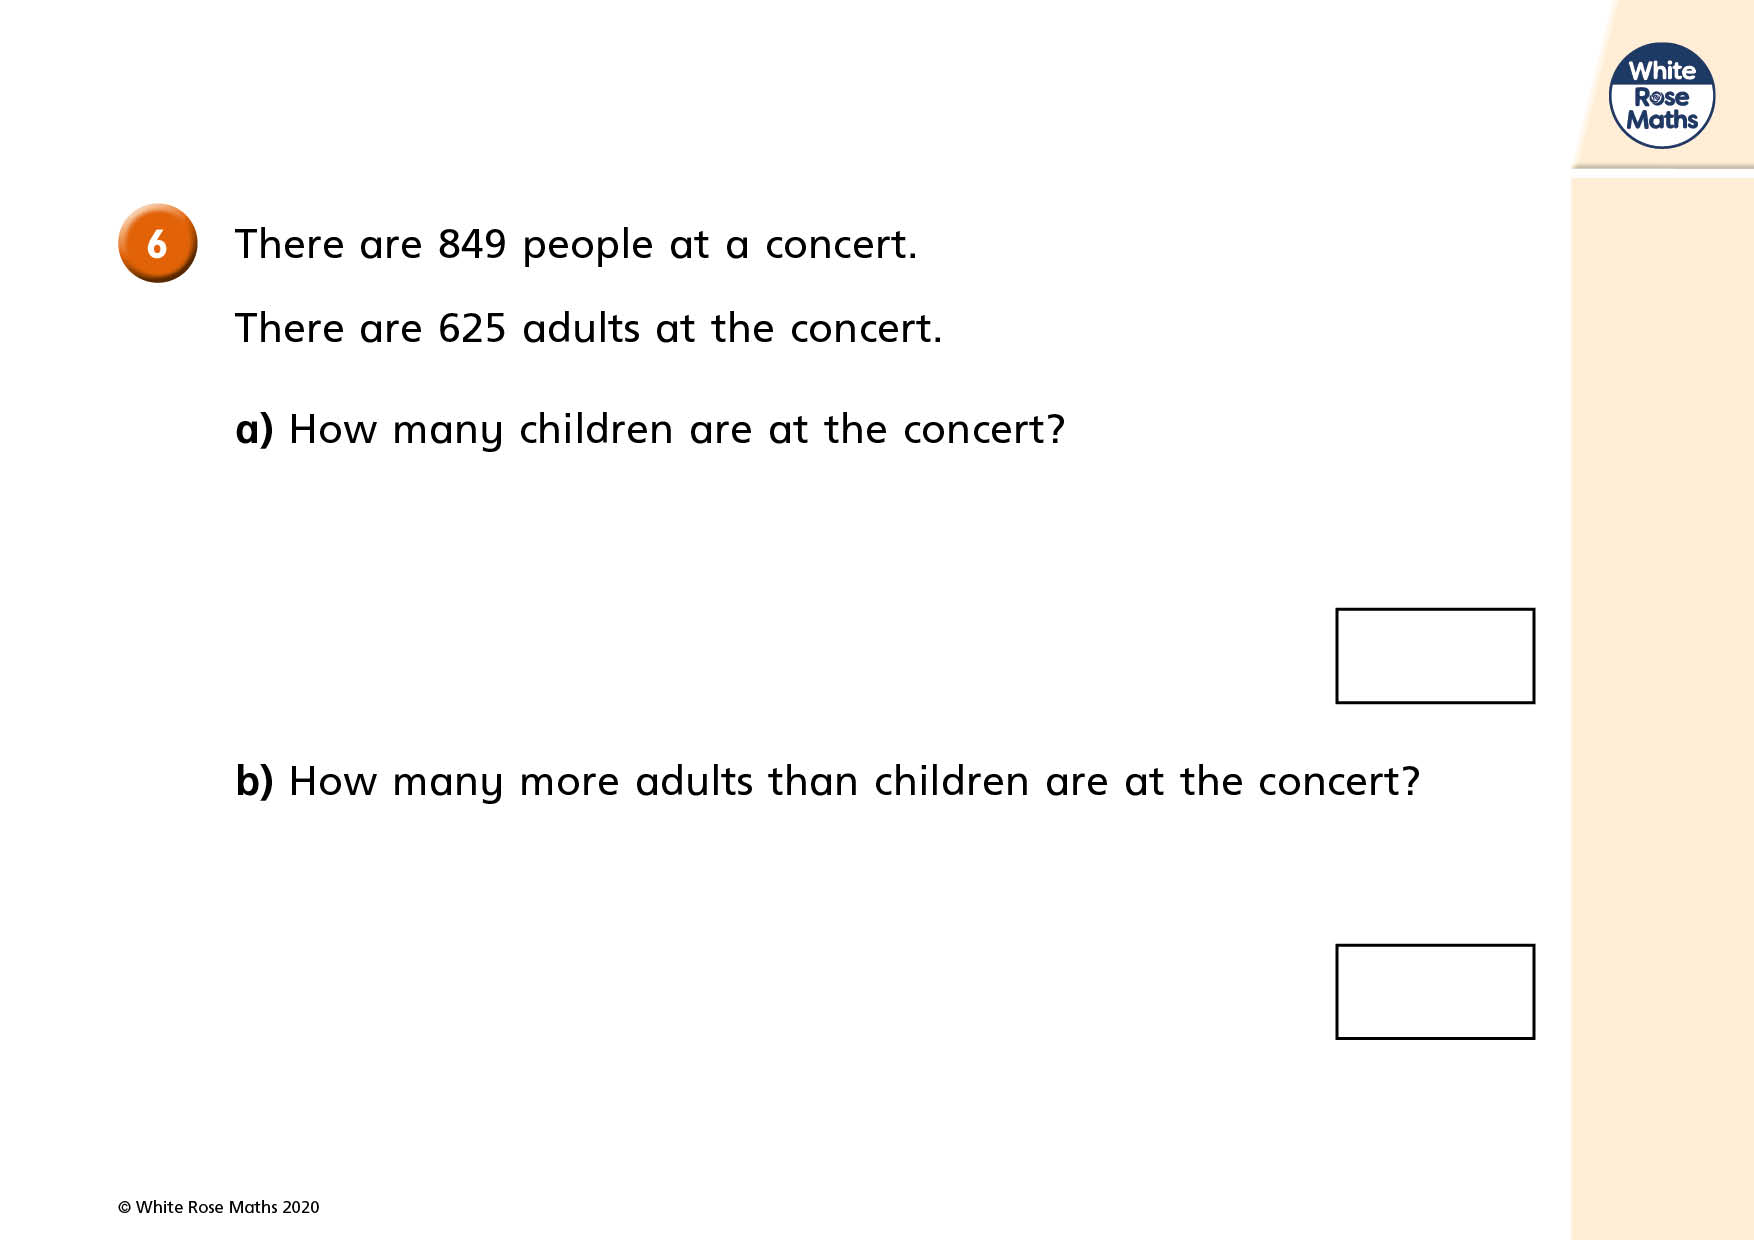 White
Rose
Maths
6 There are 849 people at a concert.
There are 625 adults at the concert.
a) How many children are at the concert?
b) How many more adults than children are at the concert?
© White Rose Maths 2020